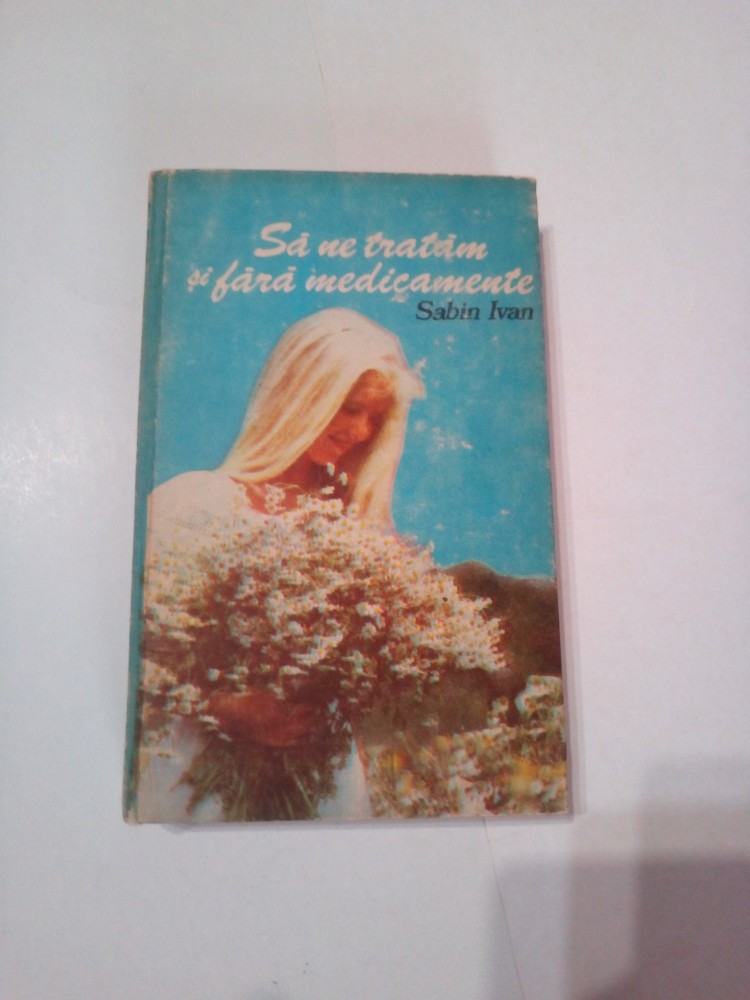 Să ne tratăm
și fără medicamente
Sabin Ivan